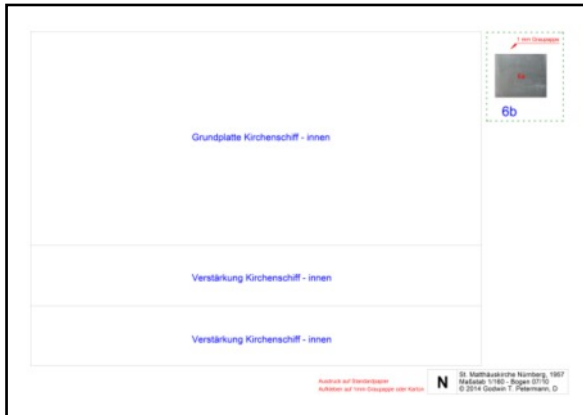 1 mm Graupappe
6a
6b
Grundplatte Kirchenschiff - innen
Verstärkung Kirchenschiff - innen
Verstärkung Kirchenschiff - innen
Ausdruck auf Standardpapier
Aufkleben auf 1mm Graupappe oder Karton
N
St. Matthäuskirche Nürnberg, 1957
Maßstab 1/160 - Bogen 07/10
© 2014 Godwin T. Petermann, D